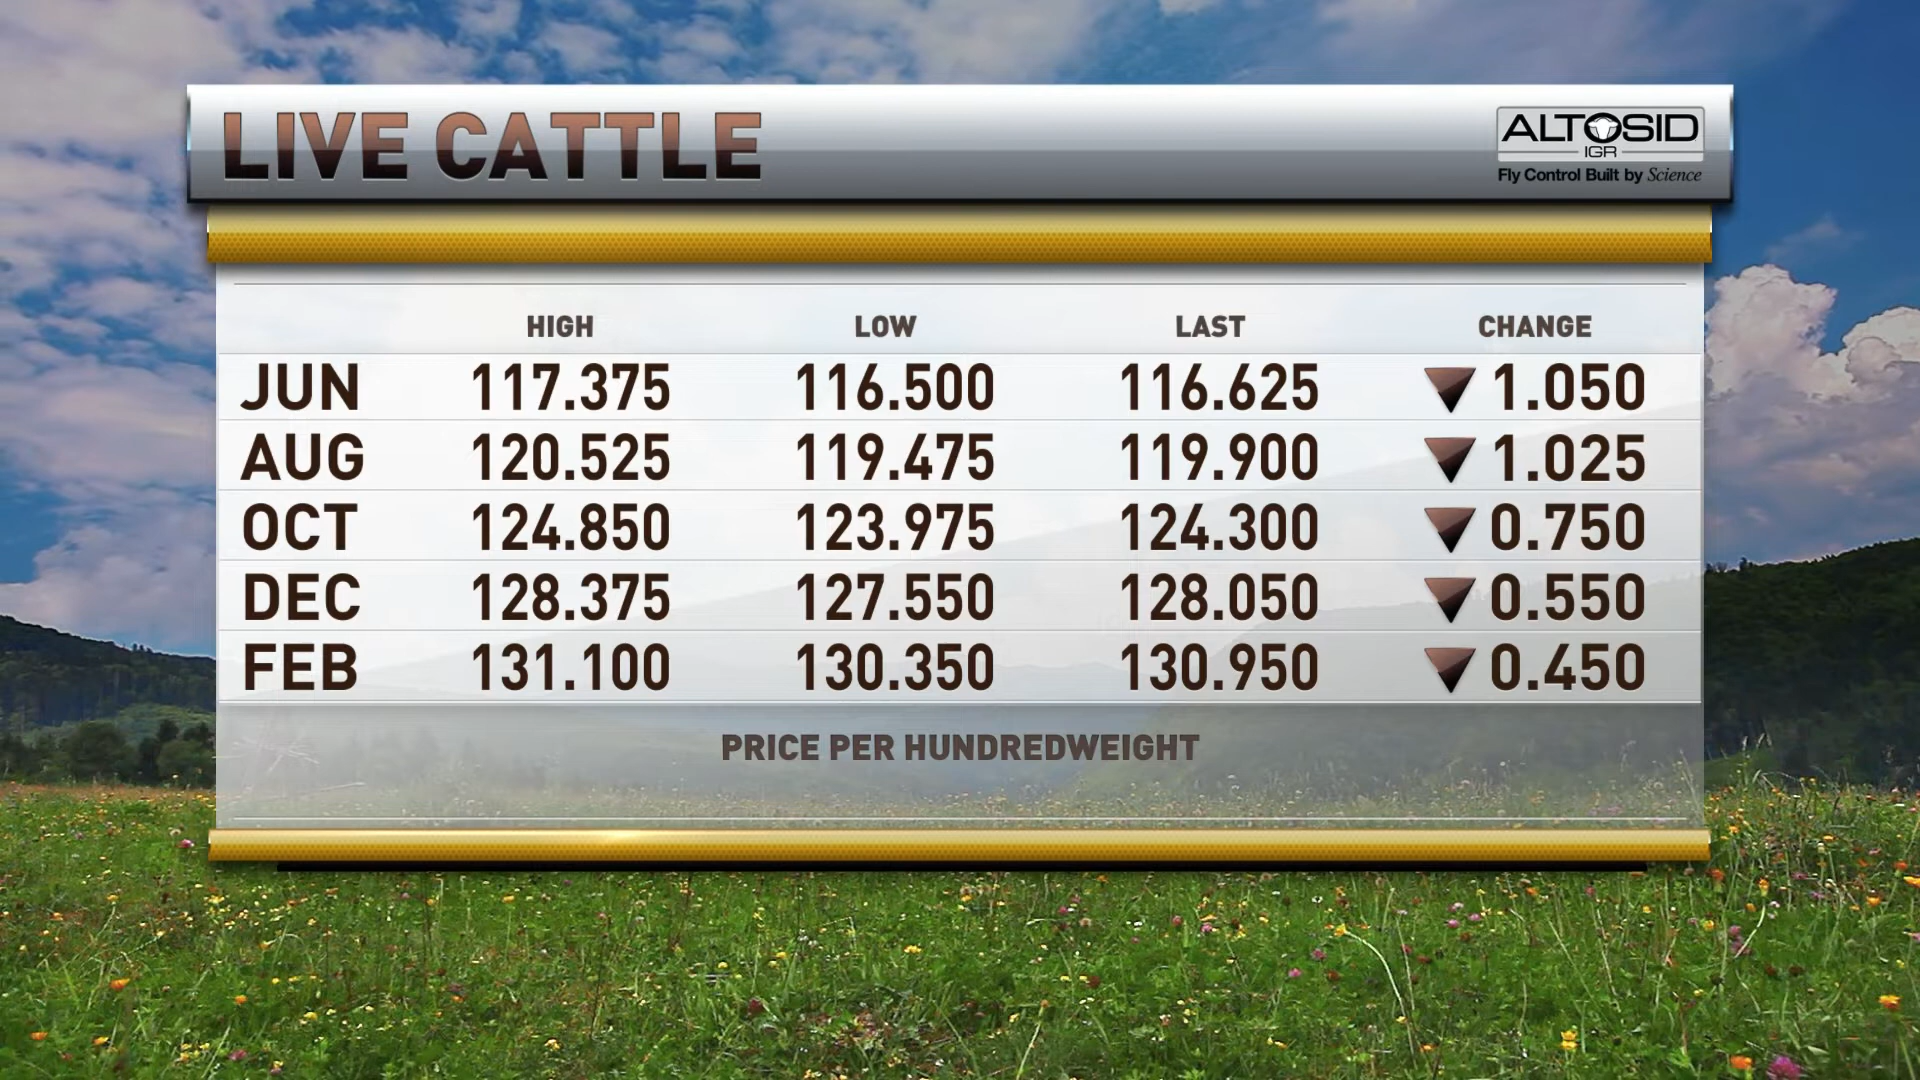 LIVE CATTLE
ALTOSID
IGR
Fly Control Built by Science
HIGH LOW LAST CHANGE
JUN 117.375 116.500 116.625 ▼ 1.050
AUG 120.525 119.475 119.900 ▼ 1.025
OCT 124.850 123.975 124.300 ▼ 0.750
DEC 128.375 127.550 128.050 ▼ 0.550
FEB 131.100 130.350 130.950 ▼ 0.450
PRICE PER HUNDREDWEIGHT